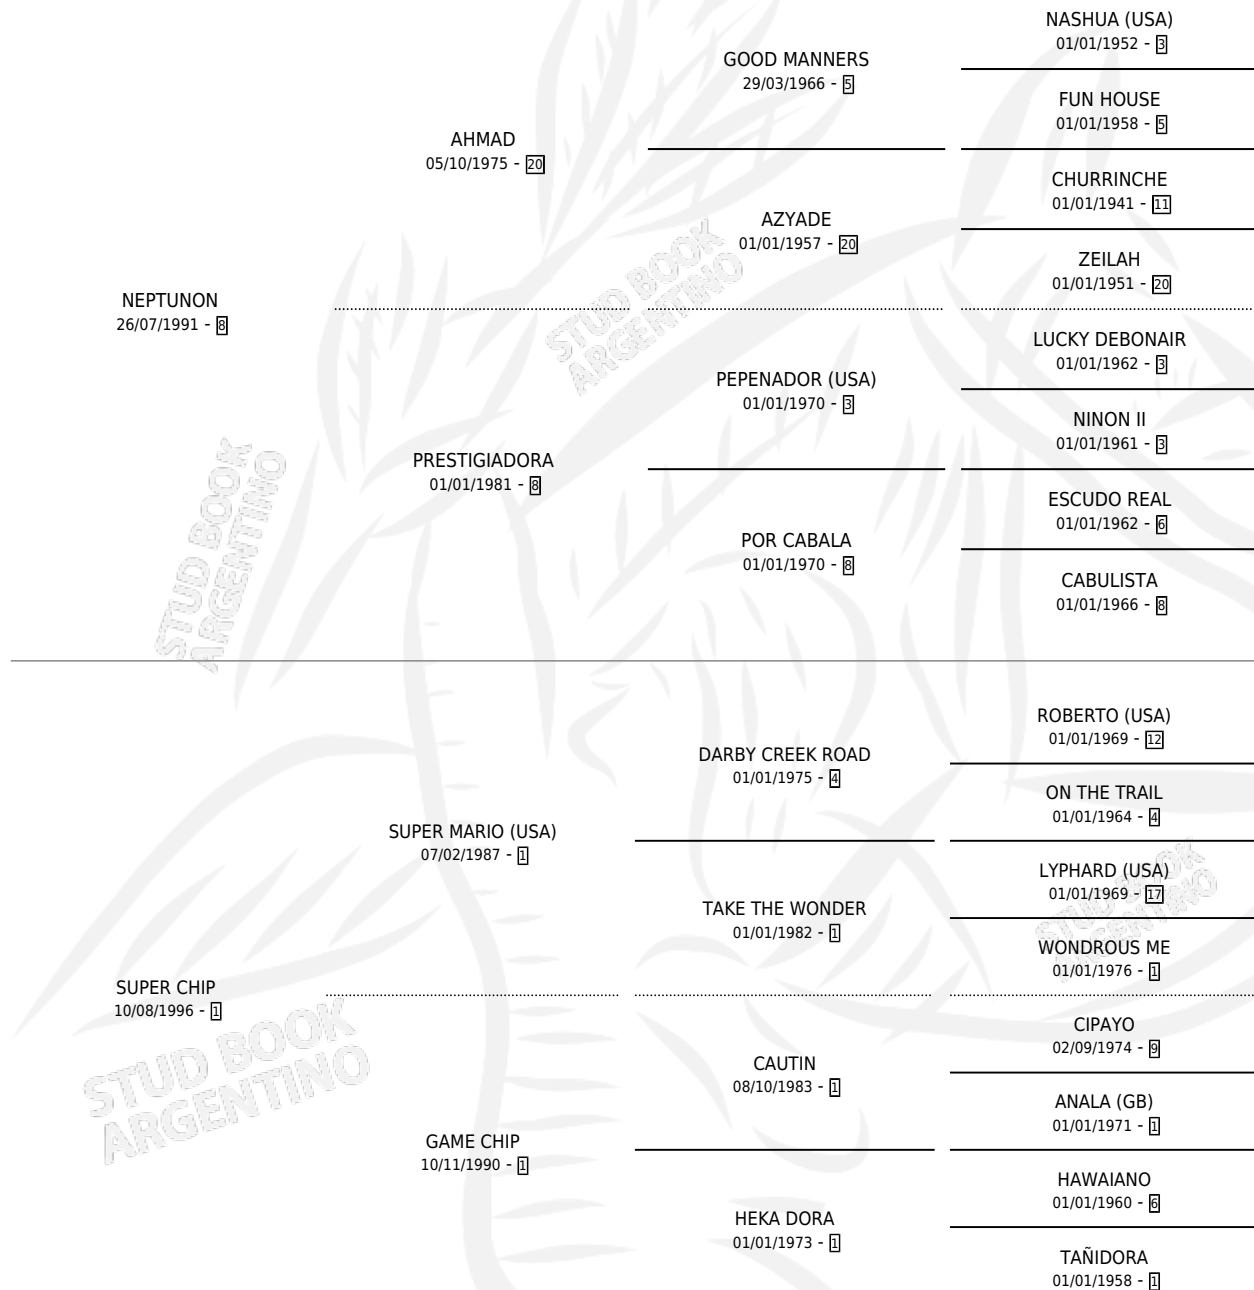 NASHUA (USA)
01/01/1952 - 3
GOOD MANNERS
29/03/1966 - 5
FUN HOUSE
01/01/1958 - 5
AHMAD
05/10/1975 - 20
CHURRINCHE
01/01/1941 - 11
AZYADE
01/01/1957 - 20
ZEILAH
01/01/1951 - 20
NEPTUNON
26/07/1991 - 8
LUCKY DEBONAIR
01/01/1962 - 3
PEPENADOR (USA)
01/01/1970 - 3
NINON II
01/01/1961 - 3
PRESTIGIADORA
01/01/1981 - 8
ESCUDO REAL
01/01/1962 - 6
POR CABALA
01/01/1970 - 8
CABULISTA
01/01/1966 - 8
ROBERTO (USA)
01/01/1969 - 12
DARBY CREEK ROAD
01/01/1975 - 4
ON THE TRAIL
01/01/1964 - 4
SUPER MARIO (USA)
07/02/1987 - 1
LYPHARD (USA)
01/01/1969 - 17
TAKE THE WONDER
01/01/1982 - 1
WONDROUS ME
01/01/1976 - 1
SUPER CHIP
10/08/1996 - 1
CIPAYO
02/09/1974 - 9
CAUTIN
08/10/1983 - 1
ANALA (GB)
01/01/1971 - 1
GAME CHIP
10/11/1990 - 1
HAWAIANO
01/01/1960 - 6
HEKA DORA
01/01/1973 - 1
TAÑIDORA
01/01/1958 - 1
STUD BOOK
ARGENTINO
STUD BOOK
ARGENTINO
STUD BOOK
ARGENTINO
STUD BOOK
ARGENTINO